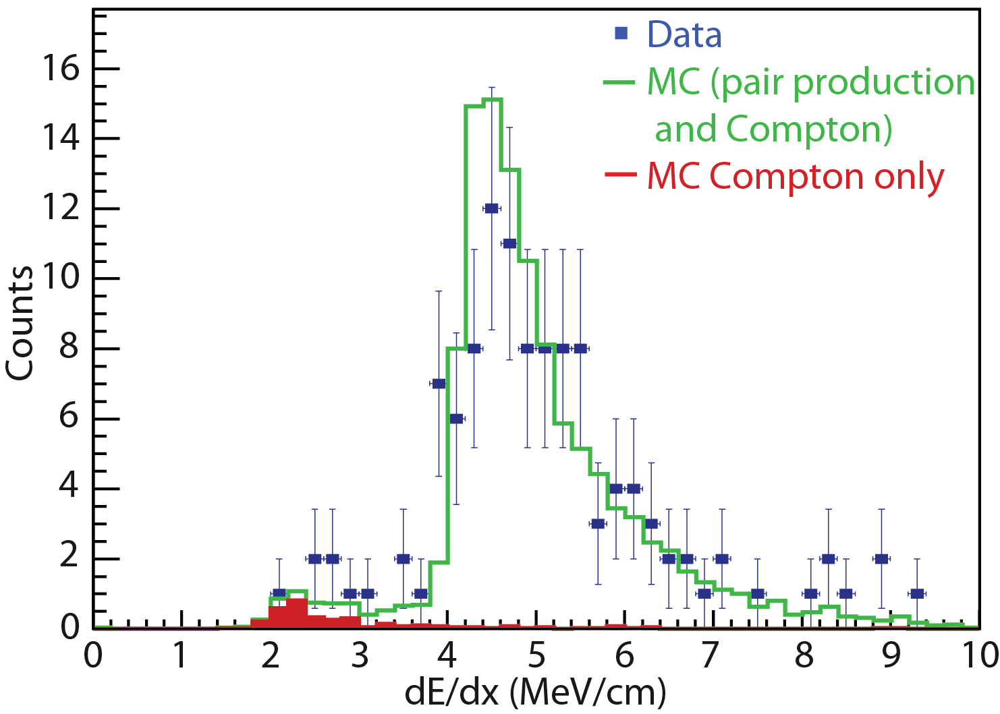 Data
MC (pair production
and Compton)
MC Compton only
16
14
12
10
8
6
4
2
0
Counts
0 1 2 3 4 5 6 7 8 9 10
dE/dx (MeV/cm)